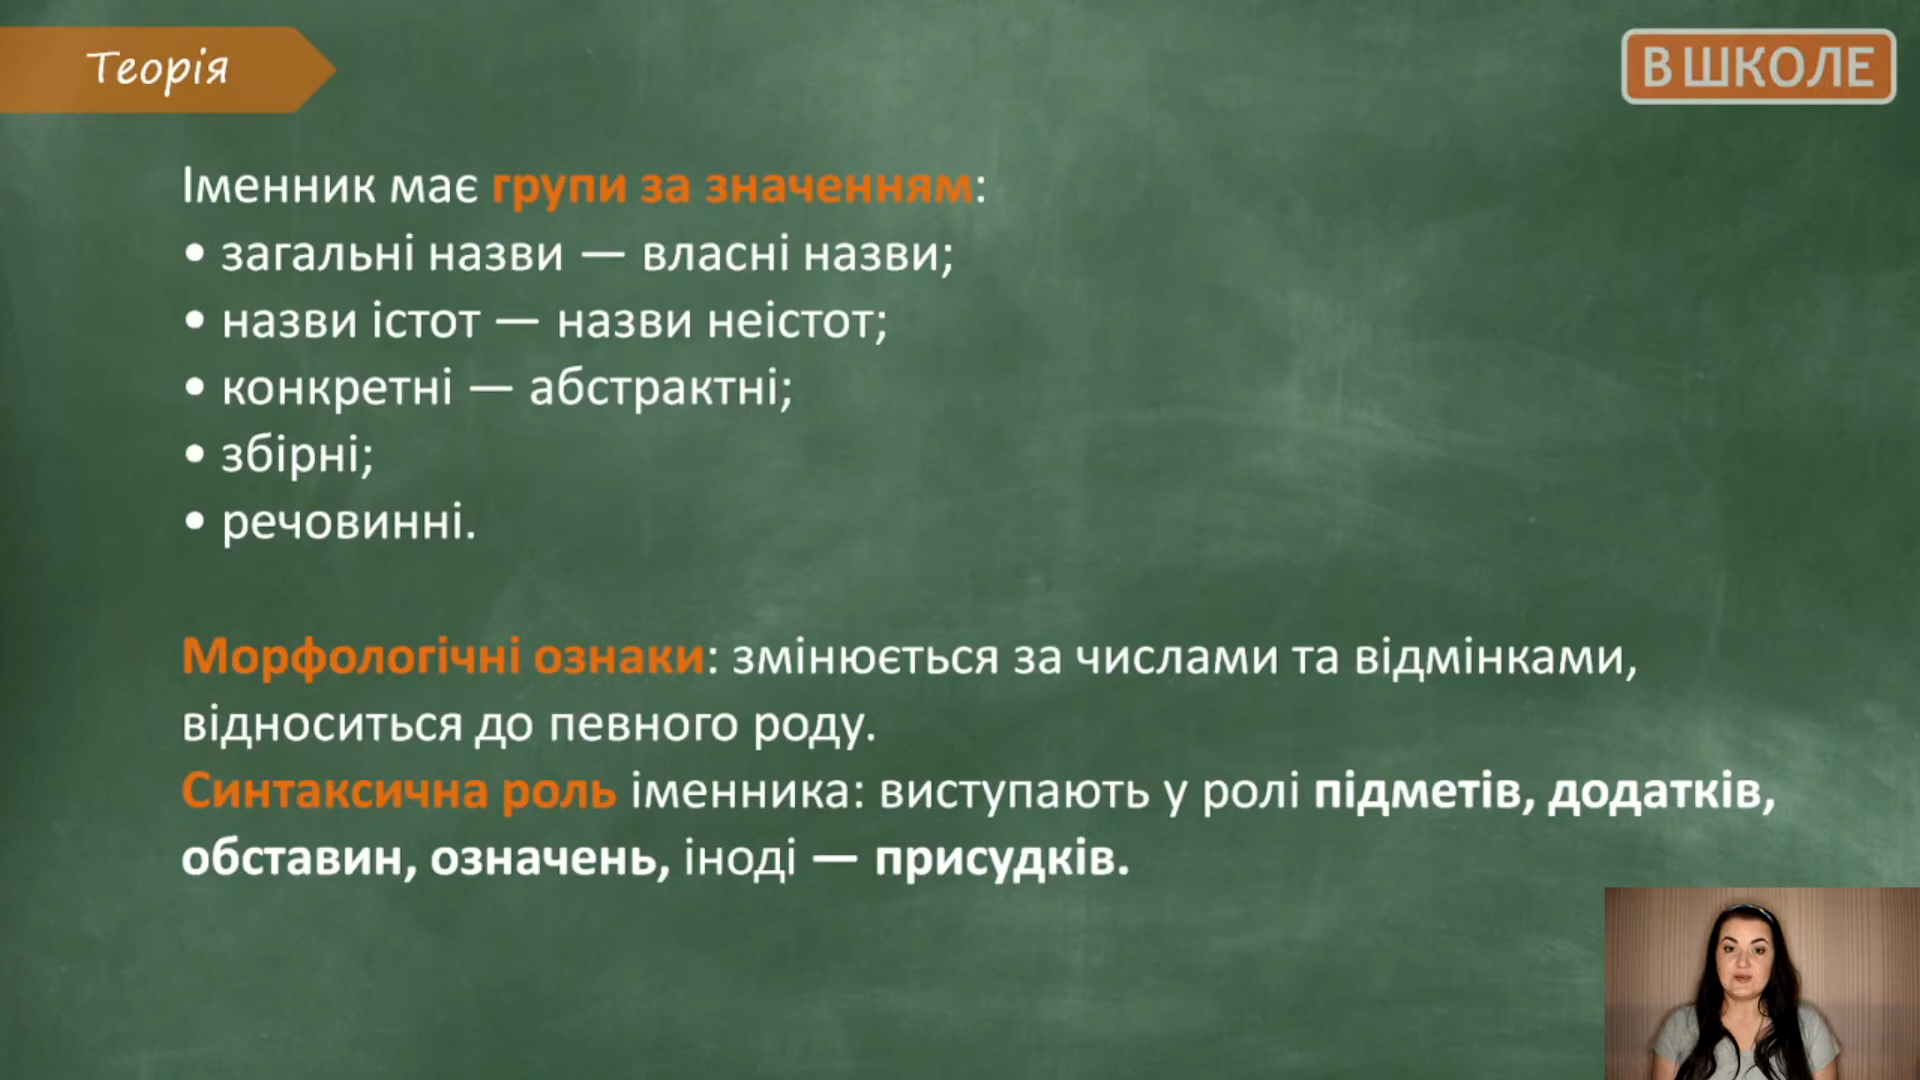 Теорія
В ШКОЛЕ
Іменник має групи за значенням:
• загальні назви — власні назви;
• назви істот — назви неістот;
• конкретні — абстрактні;
• збірні;
• речовинні.
Морфологічні ознаки: змінюється за числами та відмінками,
відноситься до певного роду.
Синтаксична роль іменника: виступають у ролі підметів, додатків,
обставин, означень, іноді — присудків.